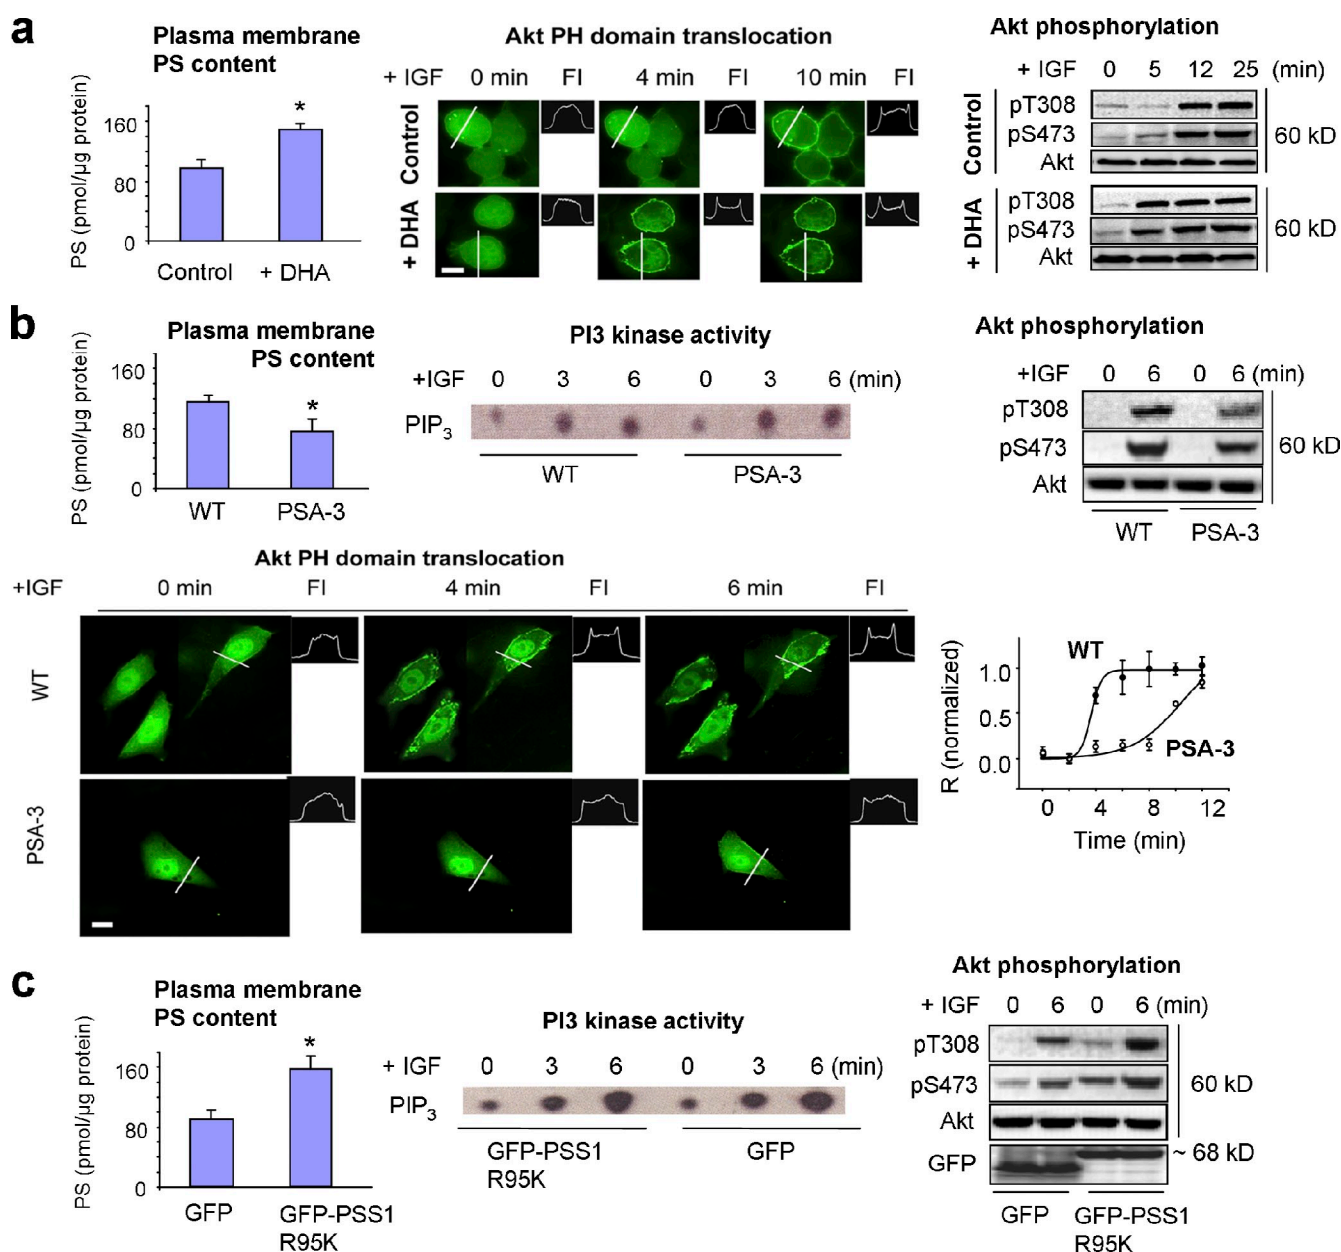 a
Plasma membrane
PS content
PS (pmol/µg protein)
160
80
0
*
Control
+ DHA
Akt PH domain translocation
+ IGF 0 min FI 4 min FI 10 min FI
Control
+ DHA
Akt phosphorylation
+ IGF 0 5 12 25 (min)
Control
pT308
pS473
Akt
60 kD
+ DHA
pT308
pS473
Akt
60 kD
b
Plasma membrane
PS content
PS (pmol/µg protein)
160
80
0
*
WT
PSA-3
PI3 kinase activity
+IGF 0 3 6 0 3 6 (min)
PIP3
WT PSA-3
Akt phosphorylation
+IGF 0 6 0 6 (min)
pT308
pS473
Akt
60 kD
WT PSA-3
Akt PH domain translocation
+IGF 0 min FI 4 min FI 6 min FI
WT
PSA-3
R (normalized)
1.0
0.5
0.0
WT
PSA-3
0 4 8 12
Time (min)
c
Plasma membrane
PS content
PS (pmol/µg protein)
160
80
0
*
GFP
GFP-PSS1
R95K
PI3 kinase activity
+ IGF 0 3 6 0 3 6 (min)
PIP3
GFP-PSS1
R95K
GFP
Akt phosphorylation
+ IGF 0 6 0 6 (min)
pT308
pS473
Akt
GFP
60 kD
~ 68 kD
GFP
GFP-PSS1
R95K